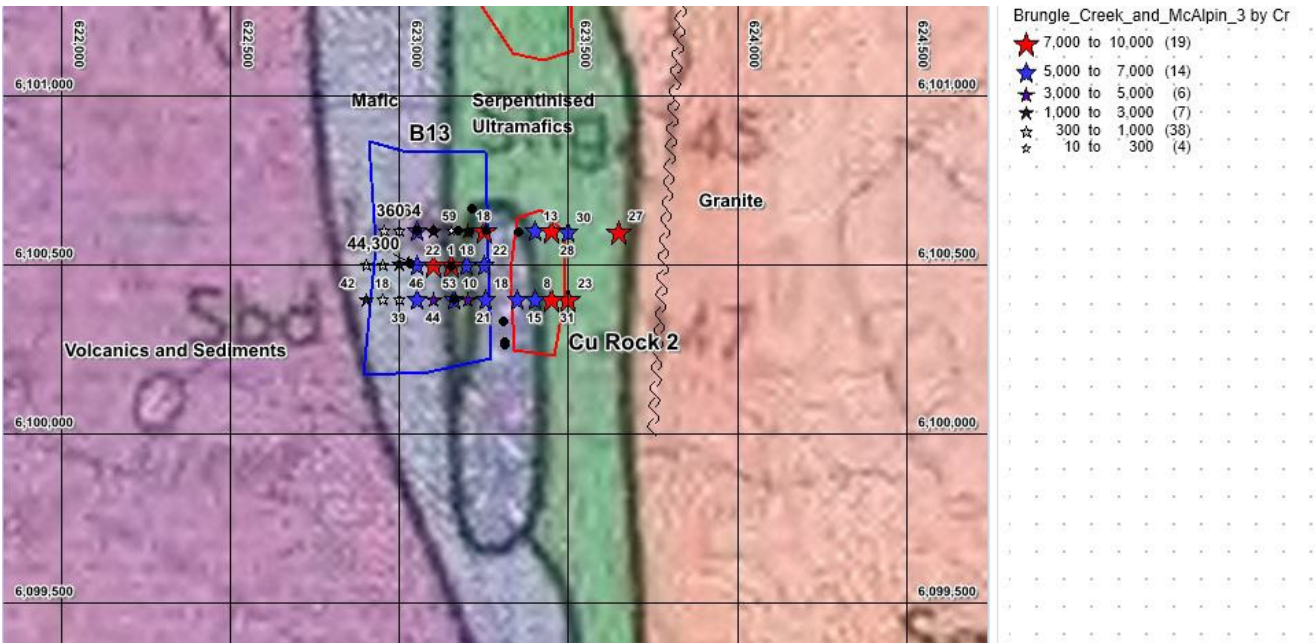 622,000
622,500
623,000
623,500
624,000
624,500
6,101,000
Mafic
Serpentinised
Ultramafics
B13
Granite
36064
59
18
13
30
27
6,100,500
44,300
22
1
18
22
28
6,100,500
42
18
46
53
10
18
8
23
39
44
21
15
31
Sbd
Volcanics and Sediments
Cu Rock 2
6,100,000
6,100,000
6,099,500
6,099,500
6,101,000
Brungle_Creek_and_McAlpin_3 by Cr
7,000 to 10,000 (19)
5,000 to 7,000 (14)
3,000 to 5,000 (6)
1,000 to 3,000 (7)
300 to 1,000 (38)
10 to 300 (4)